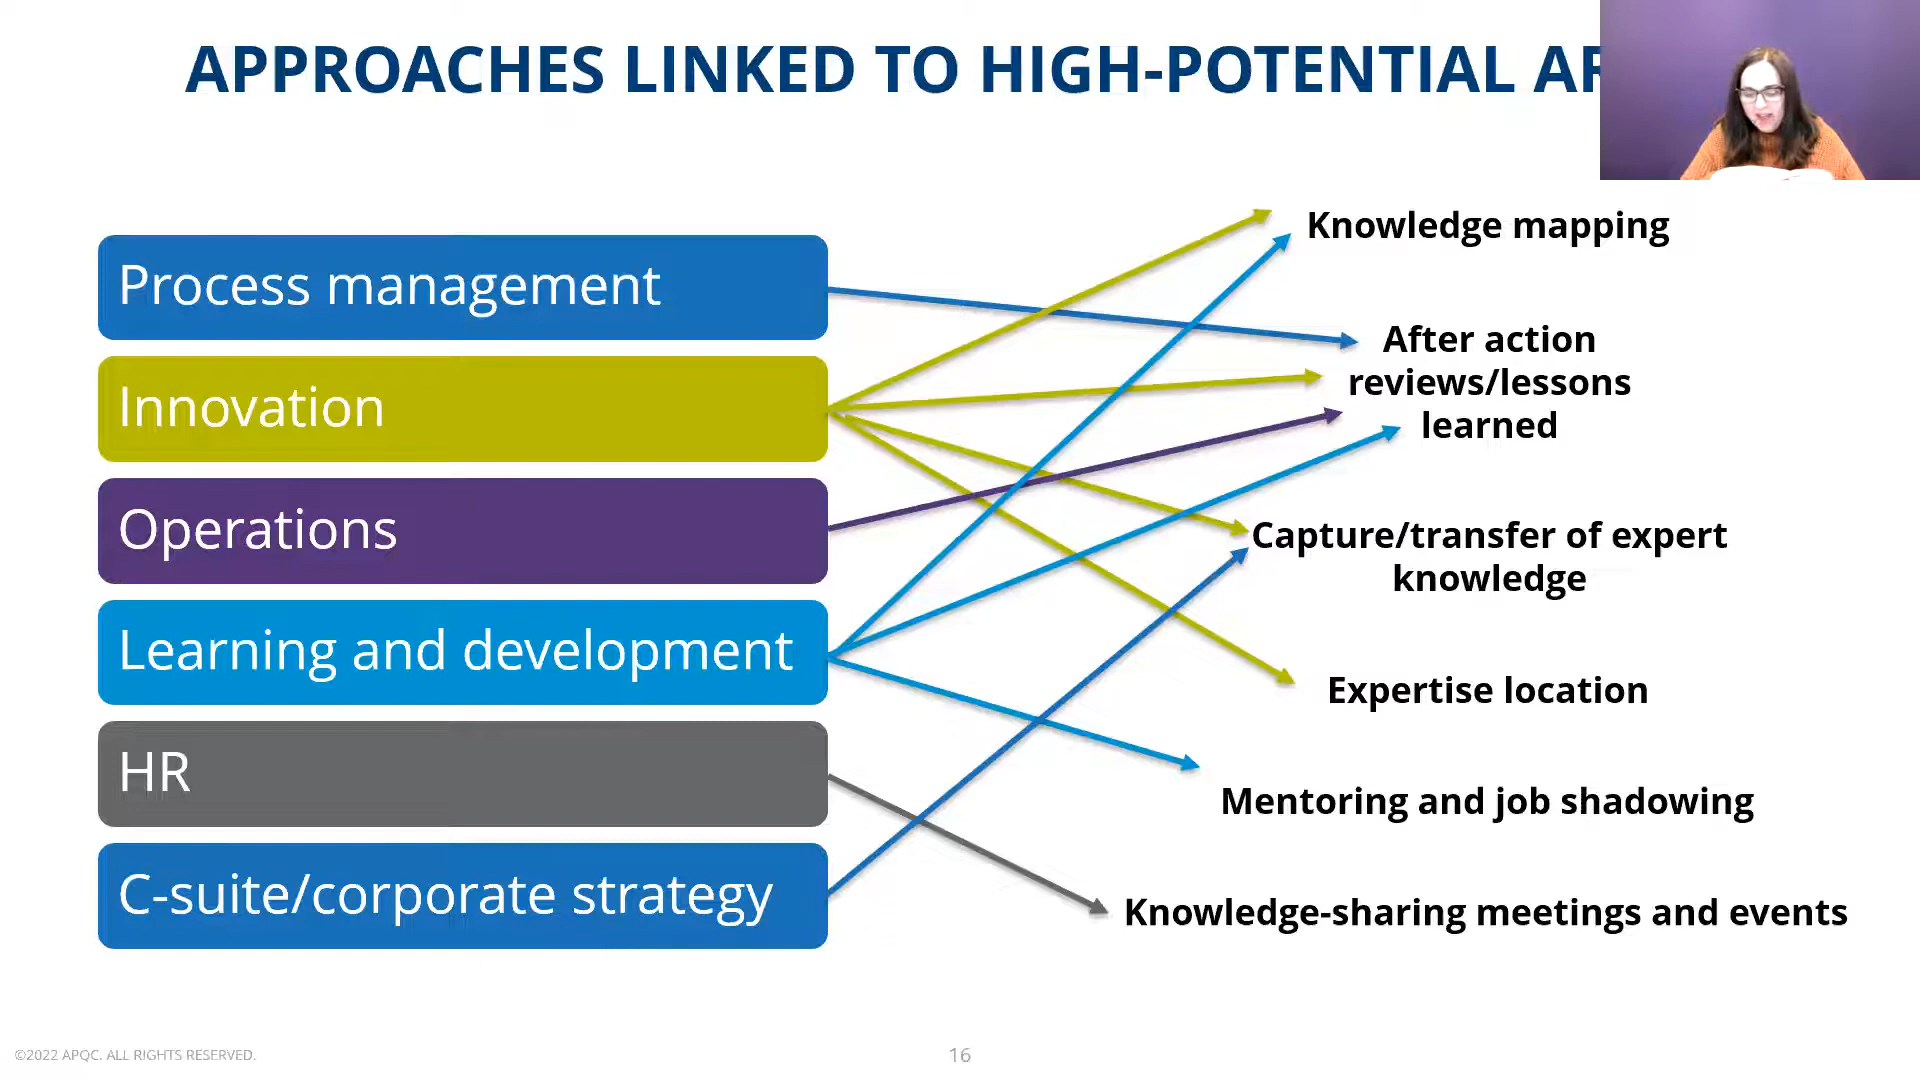 APPROACHES LINKED TO HIGH-POTENTIAL
Process management
Innovation
Operations
Learning and development
HR
C-suite/corporate strategy
Knowledge mapping
After action
reviews/lessons
learned
Capture/transfer of expert
knowledge
Expertise location
Mentoring and job shadowing
Knowledge-sharing meetings and events
©2022 APQC. ALL RIGHTS RESERVED.
16